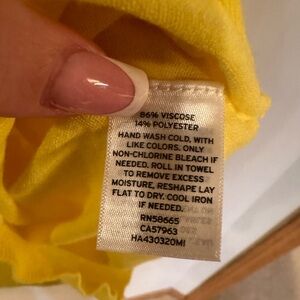 86% VISCOSE
14% POLYESTER
HAND WASH COLD, WITH
LIKE COLORS. ONLY
NON-CHLORINE BLEACH IF
NEEDED. ROLL IN TOWEL
TO REMOVE EXCESS
MOISTURE, RESHAPE LAY
FLAT TO DRY. COOL IRON
IF NEEDED.
RN58665
CA57963
HA430320MI